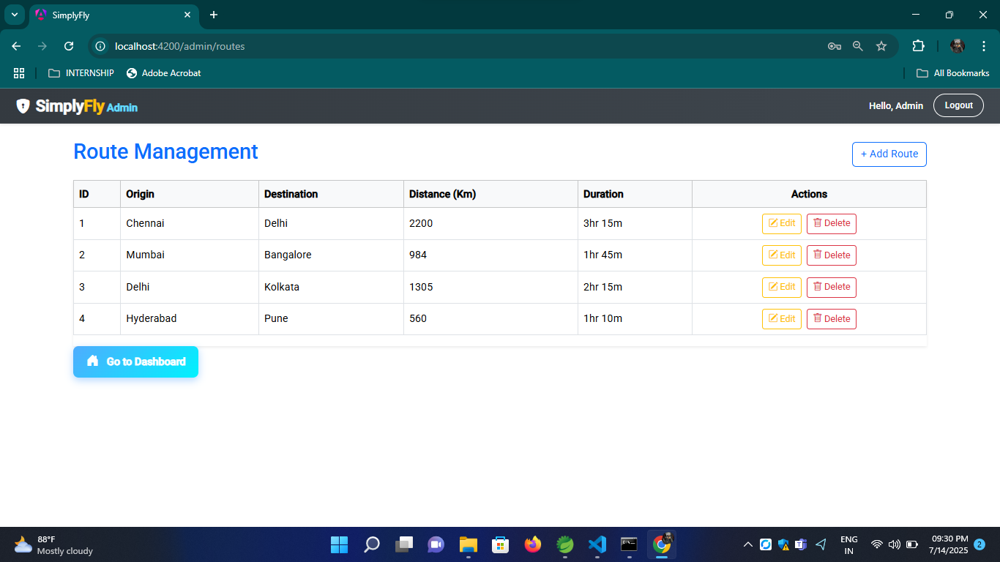 SimplyFly
localhost:4200/admin/routes
INTERNSHIP
Adobe Acrobat
All Bookmarks
SimplyFly Admin
Hello, Admin
Logout
Route Management
+ Add Route
ID Origin Destination Distance (Km) Duration Actions
1 Chennai Delhi 2200 3hr 15m Edit Delete
2 Mumbai Bangalore 984 1hr 45m Edit Delete
3 Delhi Kolkata 1305 2hr 15m Edit Delete
4 Hyderabad Pune 560 1hr 10m Edit Delete
Go to Dashboard
88°F
Mostly cloudy
ENG
IN
09:30 PM
7/14/2025
2